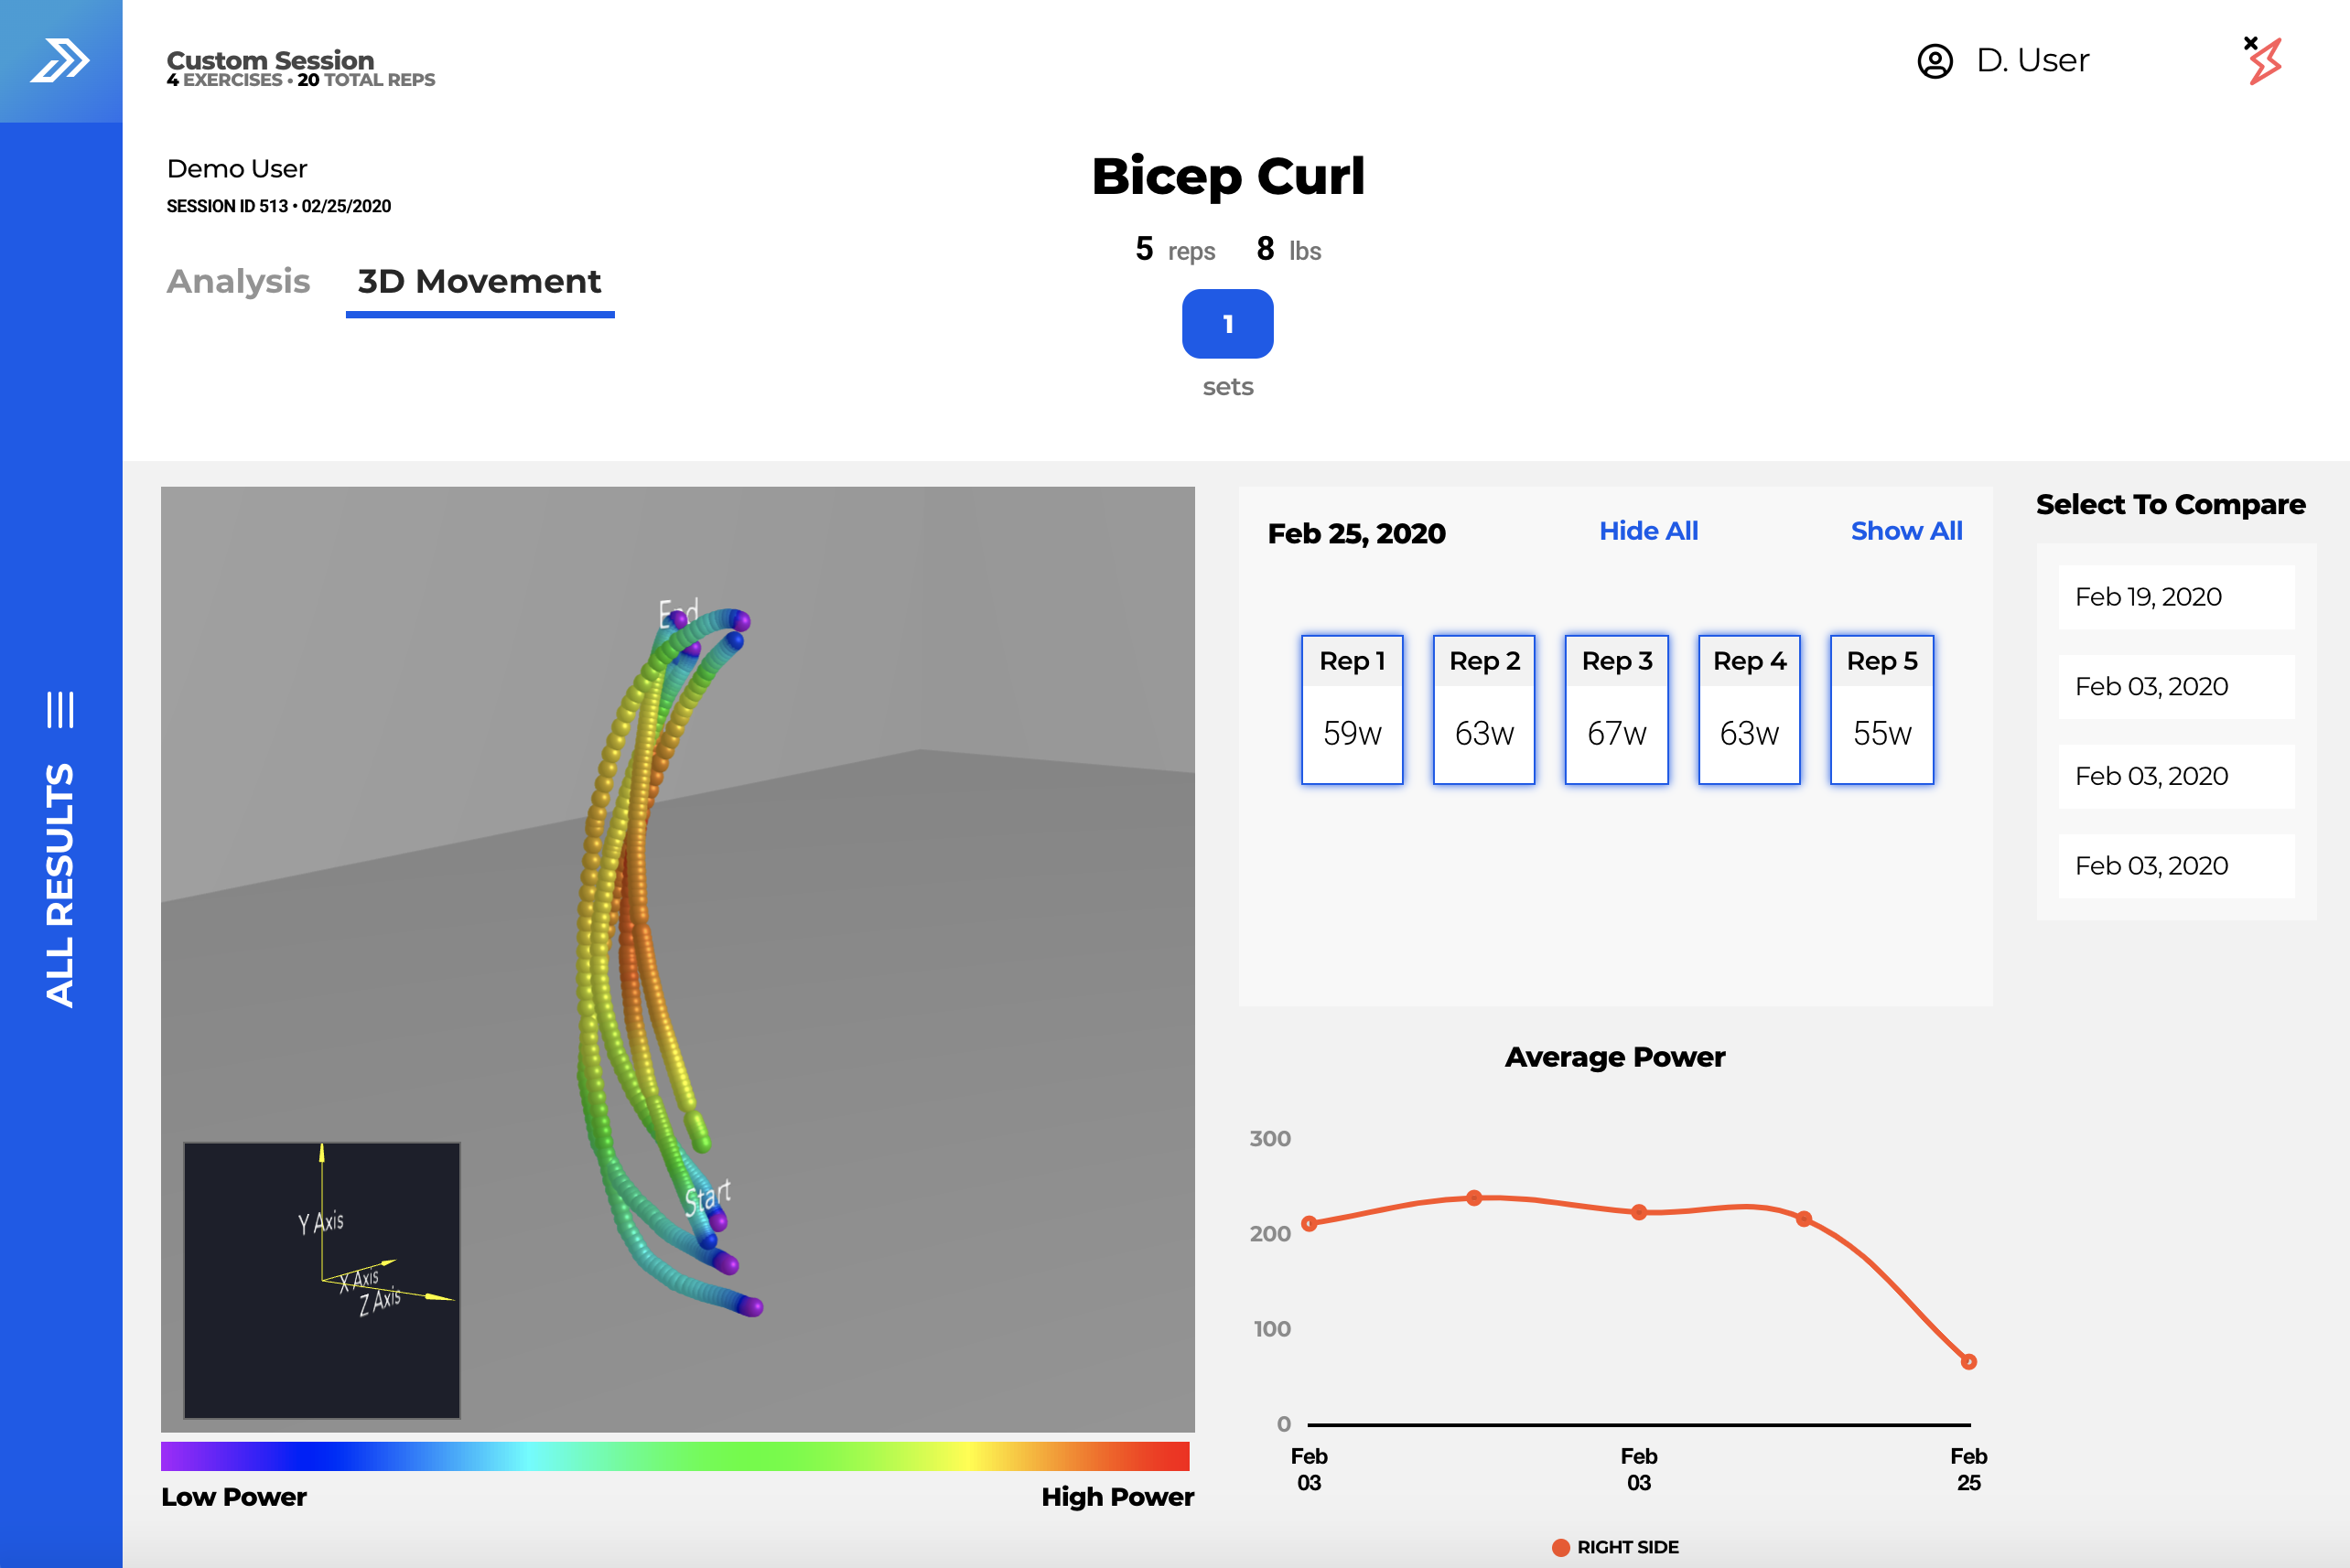 Custom Session
4 EXERCISES • 20 TOTAL REPS
D. User
Demo User
SESSION ID 513 • 02/25/2020
Analysis
3D Movement
Bicep Curl
5 reps 8 lbs
1
sets
ALL RESULTS
End
Start
Y Axis
X Axis
Z Axis
Low Power
High Power
Feb 25, 2020
Hide All
Show All
Rep 1
Rep 2
Rep 3
Rep 4
Rep 5
59w
63w
67w
63w
55w
Select To Compare
Feb 19, 2020
Feb 03, 2020
Feb 03, 2020
Feb 03, 2020
Average Power
300
200
100
0
Feb
03
Feb
03
Feb
25
RIGHT SIDE